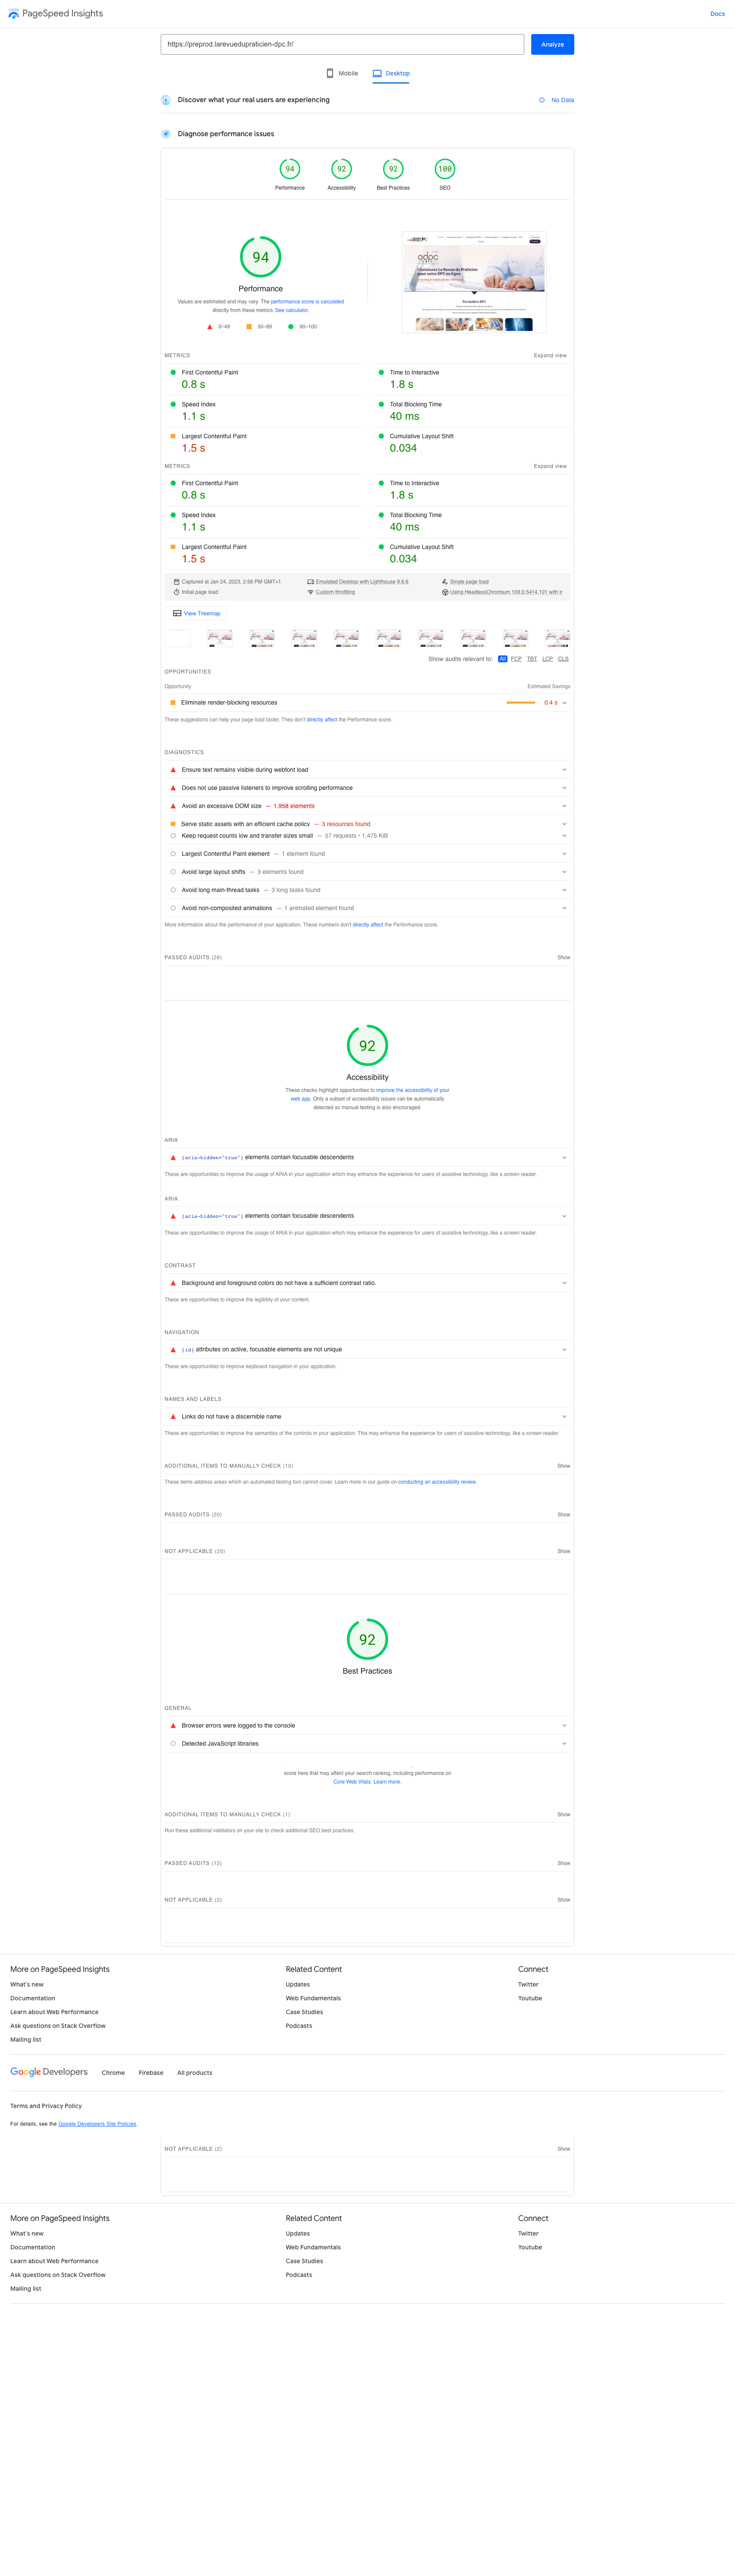 PageSpeed Insights
Docs
https://preprod.larevuedupraticien-dpc.fr/
Analyze
Mobile
Desktop
Discover what your real users are experiencing
No Data
Diagnose performance issues
94
92
92
100
Performance
Accessibility
Best Practices
SEO
94
Performance
Values are estimated and may vary. The performance score is calculated
directly from these metrics. See calculator.
0–49
50–89
90–100
odpc
Choisissez La Revue du Praticien
pour votre DPC en ligne
Formation DPC
METRICS
Expand view
First Contentful Paint
0.8 s
Time to Interactive
1.8 s
Speed Index
1.1 s
Total Blocking Time
40 ms
Largest Contentful Paint
1.5 s
Cumulative Layout Shift
0.034
METRICS
Expand view
First Contentful Paint
0.8 s
Time to Interactive
1.8 s
Speed Index
1.1 s
Total Blocking Time
40 ms
Largest Contentful Paint
1.5 s
Cumulative Layout Shift
0.034
Captured at Jan 24, 2023, 2:56 PM GMT+1
Emulated Desktop with Lighthouse 9.6.6
Single page load
Initial page load
Custom throttling
Using HeadlessChromium 109.0.5414.101 with lr
View Treemap
Show audits relevant to: All FCP TBT LCP CLS
OPPORTUNITIES
Opportunity
Estimated Savings
Eliminate render-blocking resources
0.4 s
These suggestions can help your page load faster. They don't directly affect the Performance score.
DIAGNOSTICS
Ensure text remains visible during webfont load
Does not use passive listeners to improve scrolling performance
Avoid an excessive DOM size — 1,958 elements
Serve static assets with an efficient cache policy — 3 resources found
Keep request counts low and transfer sizes small — 57 requests • 1,475 KiB
Largest Contentful Paint element — 1 element found
Avoid large layout shifts — 3 elements found
Avoid long main-thread tasks — 3 long tasks found
Avoid non-composited animations — 1 animated element found
More information about the performance of your application. These numbers don't directly affect the Performance score.
PASSED AUDITS (28)
Show
92
Accessibility
These checks highlight opportunities to improve the accessibility of your
web app. Only a subset of accessibility issues can be automatically
detected so manual testing is also encouraged.
ARIA
[aria-hidden="true"] elements contain focusable descendents
These are opportunities to improve the usage of ARIA in your application which may enhance the experience for users of assistive technology, like a screen reader.
ARIA
[aria-hidden="true"] elements contain focusable descendents
These are opportunities to improve the usage of ARIA in your application which may enhance the experience for users of assistive technology, like a screen reader.
CONTRAST
Background and foreground colors do not have a sufficient contrast ratio.
These are opportunities to improve the legibility of your content.
NAVIGATION
[id] attributes on active, focusable elements are not unique
These are opportunities to improve keyboard navigation in your application.
NAMES AND LABELS
Links do not have a discernible name
These are opportunities to improve the semantics of the controls in your application. This may enhance the experience for users of assistive technology, like a screen reader.
ADDITIONAL ITEMS TO MANUALLY CHECK (10)
Show
These items address areas which an automated testing tool cannot cover. Learn more in our guide on conducting an accessibility review.
PASSED AUDITS (20)
Show
NOT APPLICABLE (20)
Show
92
Best Practices
GENERAL
Browser errors were logged to the console
Detected JavaScript libraries
score here that may affect your search ranking, including performance on
Core Web Vitals. Learn more.
ADDITIONAL ITEMS TO MANUALLY CHECK (1)
Show
Run these additional validators on your site to check additional SEO best practices.
PASSED AUDITS (12)
Show
NOT APPLICABLE (2)
Show
More on PageSpeed Insights
Related Content
Connect
What's new
Updates
Twitter
Documentation
Web Fundamentals
Youtube
Learn about Web Performance
Case Studies
Ask questions on Stack Overflow
Podcasts
Mailing list
Google Developers
Chrome
Firebase
All products
Terms and Privacy Policy
For details, see the Google Developers Site Policies.
NOT APPLICABLE (2)
Show
More on PageSpeed Insights
Related Content
Connect
What's new
Updates
Twitter
Documentation
Web Fundamentals
Youtube
Learn about Web Performance
Case Studies
Ask questions on Stack Overflow
Podcasts
Mailing list